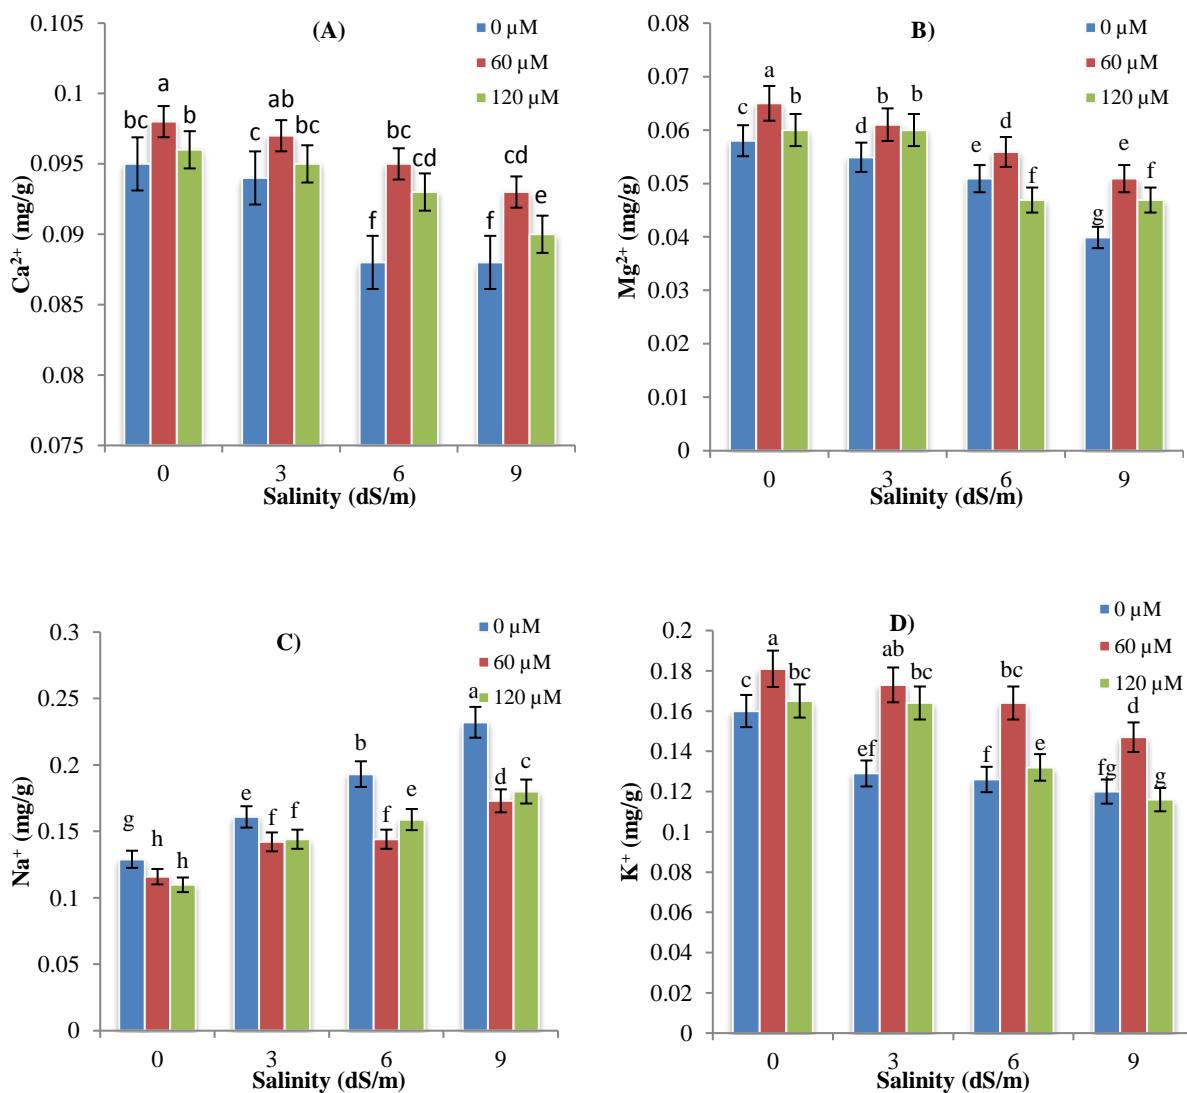 (A)
0 µM
60 µM
120 µM
Ca²⁺ (mg/g)
0.105
0.1
0.095
0.09
0.085
0.08
0.075
bc a b
c ab bc
f bc cd
f cd e
0 3 6 9
Salinity (dS/m)
B)
0 µM
60 µM
120 µM
Mg²⁺ (mg/g)
0.08
0.07
0.06
0.05
0.04
0.03
0.02
0.01
0
c a b
d b b
e d f
g e f
0 3 6 9
Salinity (dS/m)
C)
0 µM
60 µM
120 µM
Na⁺ (mg/g)
0.3
0.25
0.2
0.15
0.1
0.05
0
g h h
e f f
b f e
a d c
0 3 6 9
Salinity (dS/m)
D)
0 µM
60 µM
120 µM
K⁺ (mg/g)
0.2
0.18
0.16
0.14
0.12
0.1
0.08
0.06
0.04
0.02
0
c a bc
ef ab bc
f bc e
fg d g
0 3 6 9
Salinity (dS/m)